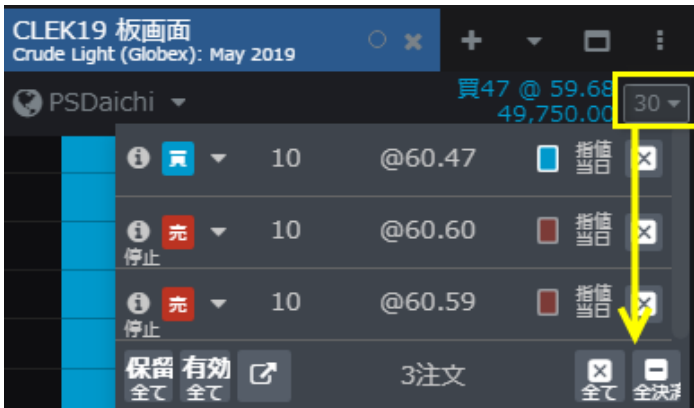 CLEK19 板画面
Crude Light (Globex): May 2019
PSDaichi
買47 @ 59.68
49,750.00
30
買 10 @60.47 指値
当日
売 10 @60.60 指値
当日
停止
売 10 @60.59 指値
当日
停止
保留 有効 3注文
全て 全て 全て 全決済